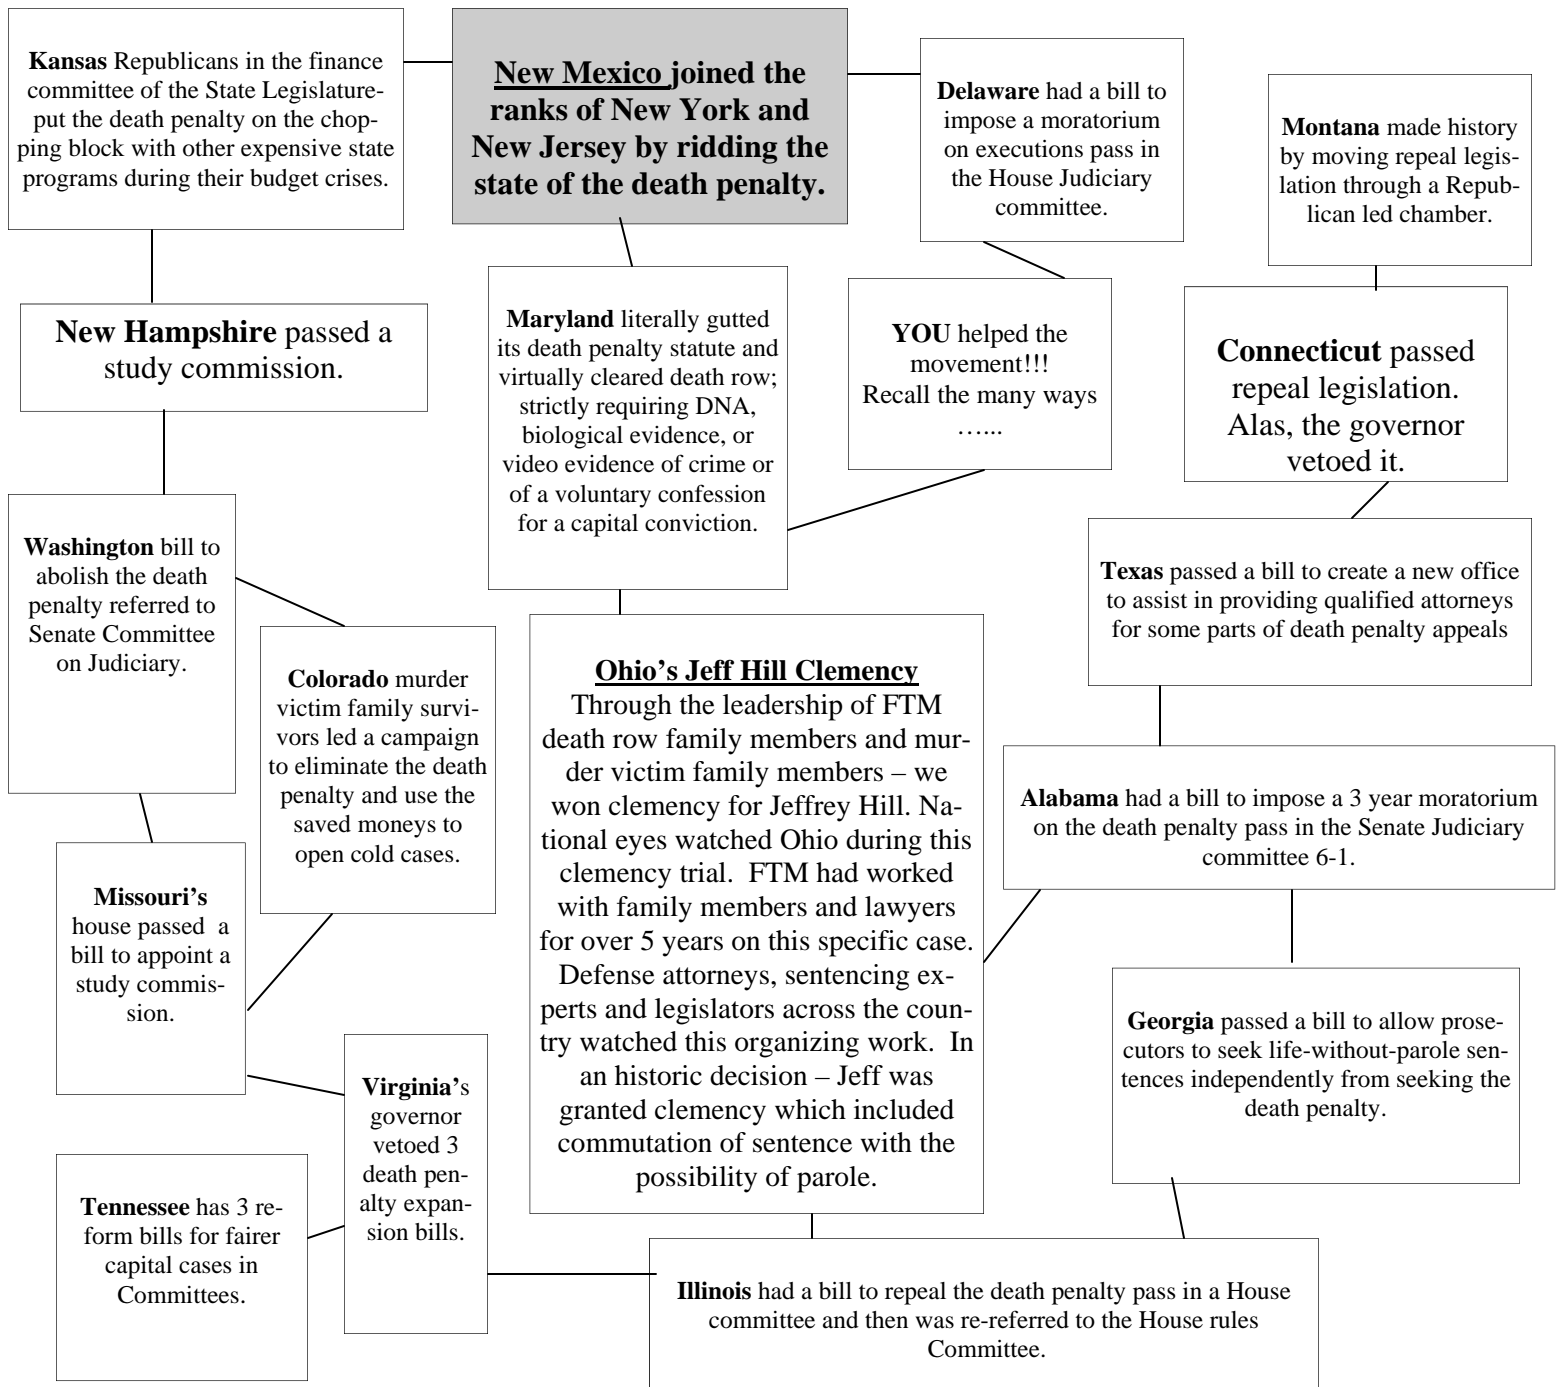 Kansas Republicans in the finance
committee of the State Legislature-
put the death penalty on the chop-
ping block with other expensive state
programs during their budget crises.
New Mexico joined the
ranks of New York and
New Jersey by ridding the
state of the death penalty.
Delaware had a bill to
impose a moratorium
on executions pass in
the House Judiciary
committee.
Montana made history
by moving repeal legis-
lation through a Repub-
lican led chamber.
New Hampshire passed a
study commission.
Maryland literally gutted
its death penalty statute and
virtually cleared death row;
strictly requiring DNA,
biological evidence, or
video evidence of crime or
of a voluntary confession
for a capital conviction.
YOU helped the
movement!!!
Recall the many ways
…...
Connecticut passed
repeal legislation.
Alas, the governor
vetoed it.
Washington bill to
abolish the death
penalty referred to
Senate Committee
on Judiciary.
Colorado murder
victim family survi-
vors led a campaign
to eliminate the death
penalty and use the
saved moneys to
open cold cases.
Ohio’s Jeff Hill Clemency
Through the leadership of FTM
death row family members and mur-
der victim family members – we
won clemency for Jeffrey Hill. Na-
tional eyes watched Ohio during this
clemency trial.  FTM had worked
with family members and lawyers
for over 5 years on this specific case.
Defense attorneys, sentencing ex-
perts and legislators across the coun-
try watched this organizing work.  In
an historic decision – Jeff was
granted clemency which included
commutation of sentence with the
possibility of parole.
Texas passed a bill to create a new office
to assist in providing qualified attorneys
for some parts of death penalty appeals
Alabama had a bill to impose a 3 year moratorium
on the death penalty pass in the Senate Judiciary
committee 6-1.
Missouri’s
house passed  a
bill to appoint a
study commis-
sion.
Virginia’s
governor
vetoed 3
death pen-
alty expan-
sion bills.
Georgia passed a bill to allow prose-
cutors to seek life-without-parole sen-
tences independently from seeking the
death penalty.
Tennessee has 3 re-
form bills for fairer
capital cases in
Committees.
Illinois had a bill to repeal the death penalty pass in a House
committee and then was re-referred to the House rules
Committee.